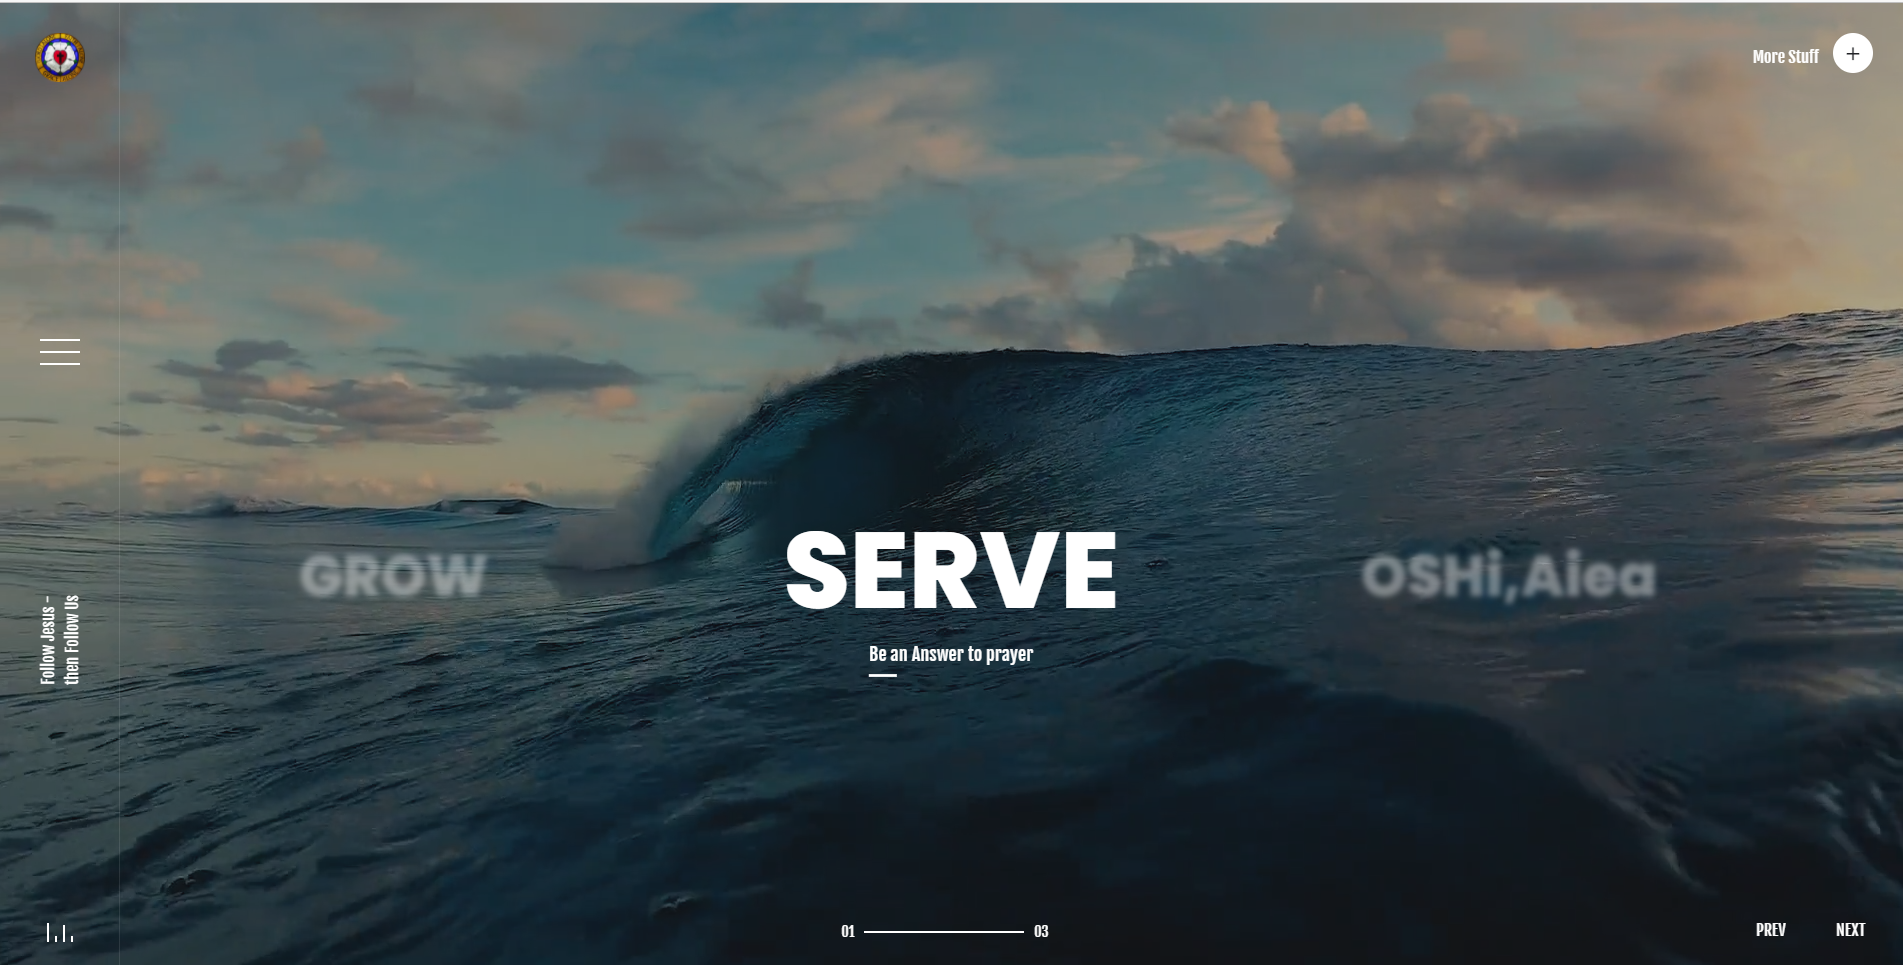 More Stuff
GROW
SERVE
OSHi,Aiea
Be an Answer to prayer
Follow Jesus -
then Follow Us
01
03
PREV
NEXT